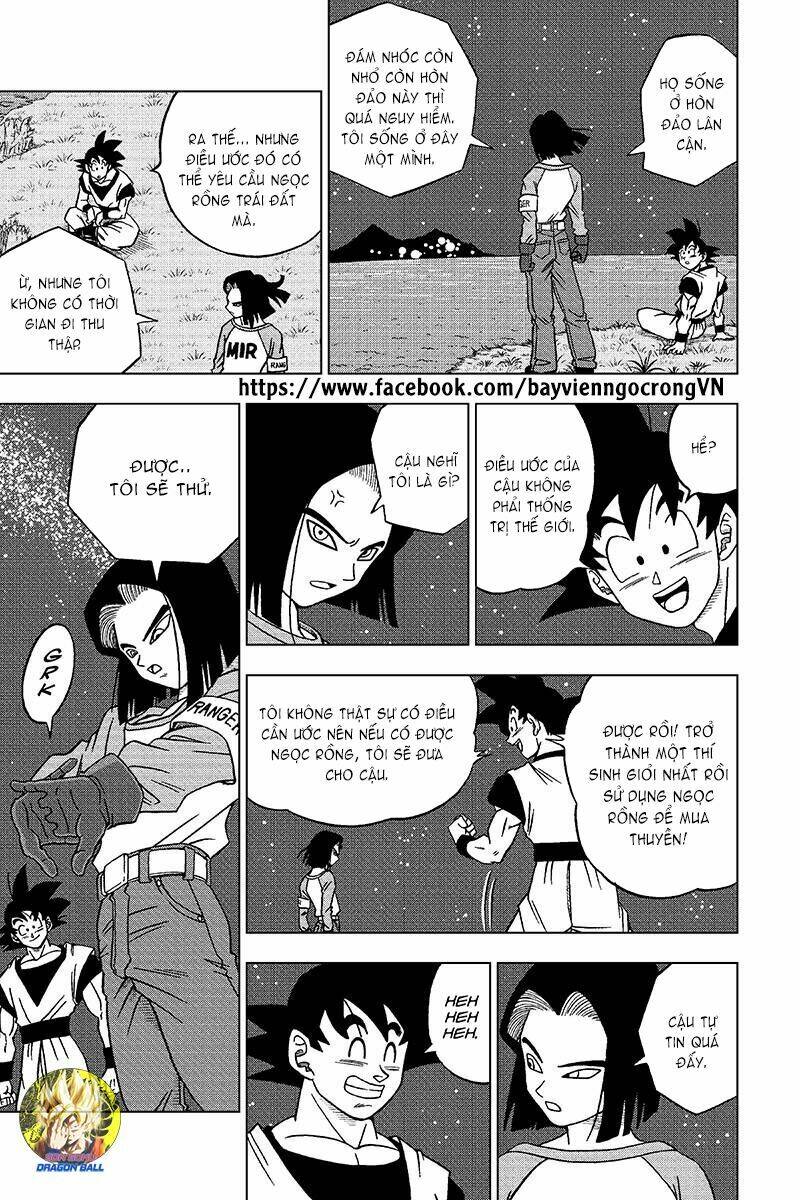 HỌ SỐNG
Ở HÒN
ĐẢO LÂN
CẬN.
ĐÁM NHÓC CÒN
NHỎ CÒN HÒN
ĐẢO NÀY THÌ
QUÁ NGUY HIỂM.
TÔI SỐNG Ở ĐÂY
MỘT MÌNH.
NGER
RA THẾ... NHƯNG
ĐIỀU ƯỚC ĐÓ CÓ
THỂ YÊU CẦU NGỌC
RỒNG TRÁI ĐẤT
MÀ.
Ừ, NHƯNG TÔI
KHÔNG CÓ THỜI
GIAN ĐI THU
THẬP.
MIR
RANG
https://www.facebook.com/bayvienngocrongVN
HỂ?
ĐIỀU ƯỚC CỦA
CẬU KHÔNG
PHẢI THỐNG
TRỊ THẾ GIỚI.
CẬU NGHĨ
TÔI LÀ GÌ?
ĐƯỢC..
TÔI SẼ THỬ.
GRK
RANGER
ĐƯỢC RỒI! TRỞ
THÀNH MỘT THÍ
SINH GIỎI NHẤT RỒI
SỬ DỤNG NGỌC
RỒNG ĐỂ MUA
THUYỀN!
TÔI KHÔNG THẬT SỰ CÓ ĐIỀU
CẦN ƯỚC NÊN NẾU CÓ ĐƯỢC
NGỌC RỒNG, TÔI SẼ ĐƯA
CHO CẬU.
CẬU TỰ
TIN QUÁ
ĐẤY.
HEH
HEH
HEH.
DRAGON BALL